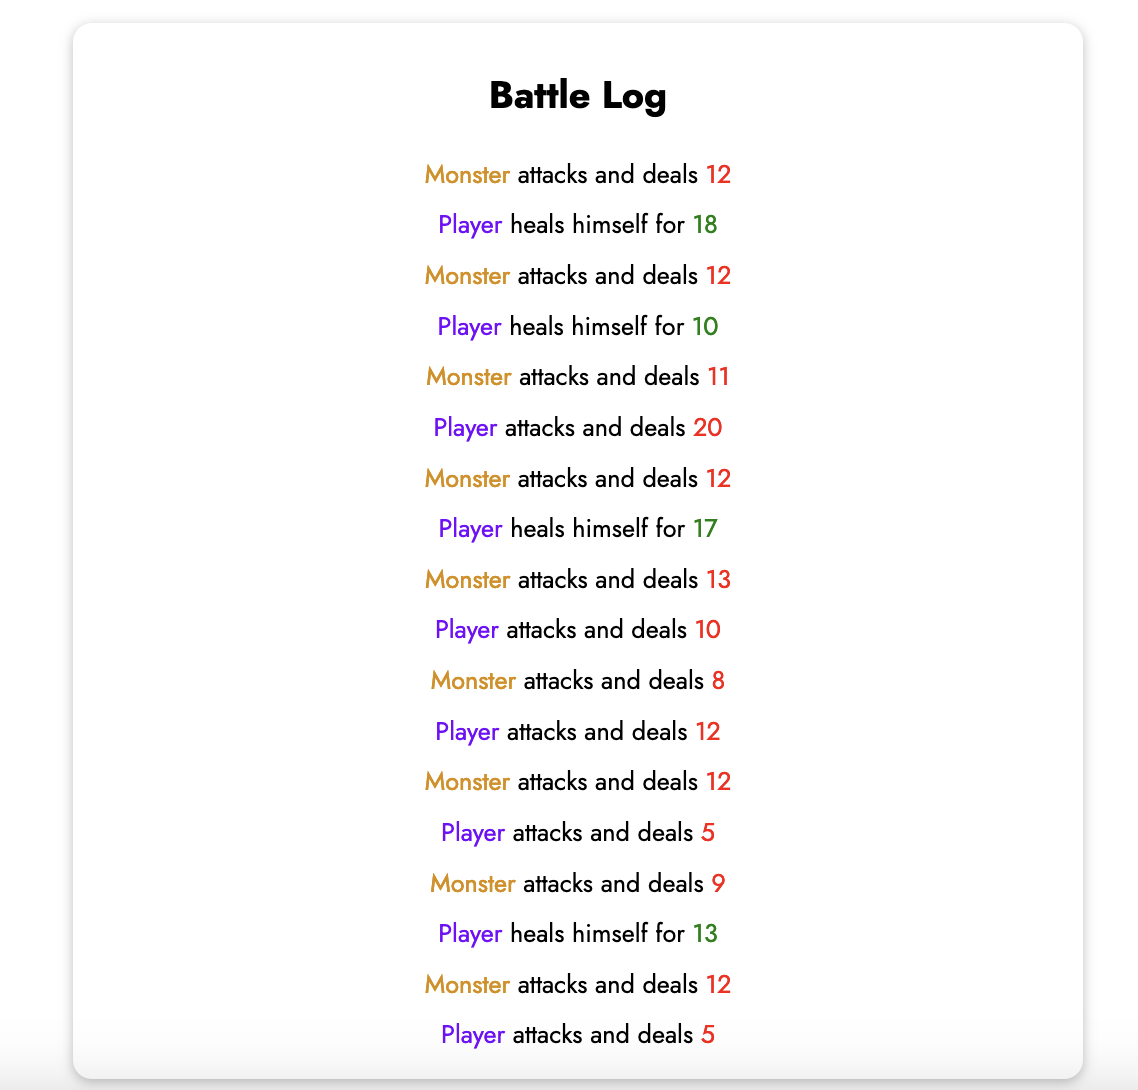 Battle Log
Monster attacks and deals 12
Player heals himself for 18
Monster attacks and deals 12
Player heals himself for 10
Monster attacks and deals 11
Player attacks and deals 20
Monster attacks and deals 12
Player heals himself for 17
Monster attacks and deals 13
Player attacks and deals 10
Monster attacks and deals 8
Player attacks and deals 12
Monster attacks and deals 12
Player attacks and deals 5
Monster attacks and deals 9
Player heals himself for 13
Monster attacks and deals 12
Player attacks and deals 5